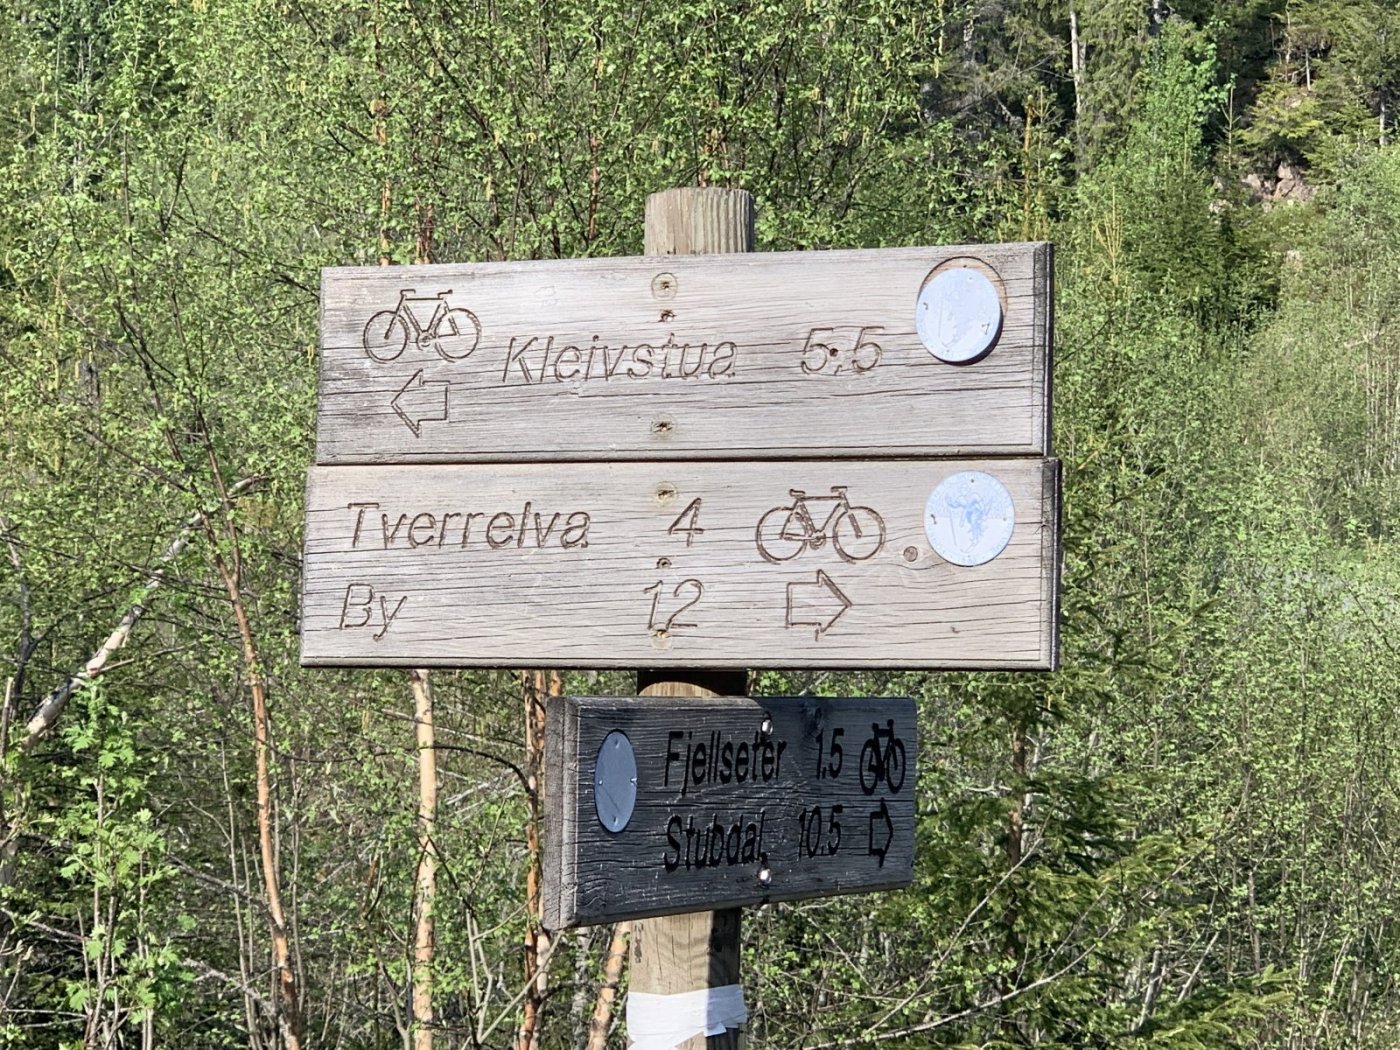 Kleivstua 5,5
Tverrelva 4
By 12
Fjellseter 1.5
Stubdal 10.5